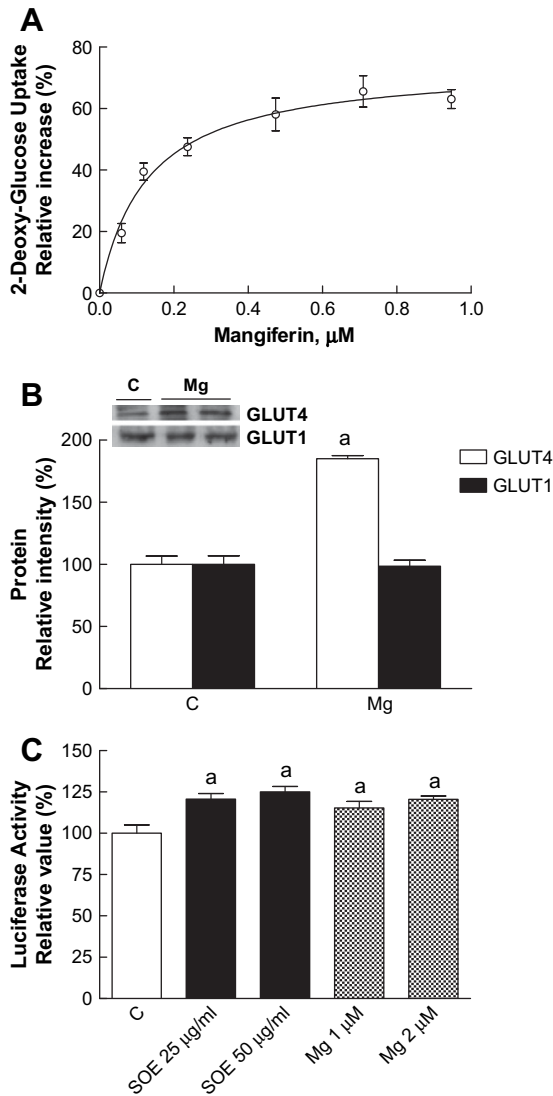 A
2-Deoxy-Glucose Uptake
Relative increase (%)
80
60
40
20
0
0.0 0.2 0.4 0.6 0.8 1.0
Mangiferin, μM
B
C Mg
GLUT4
GLUT1
Protein
Relative intensity (%)
200
150
100
50
0
a
C Mg
GLUT4
GLUT1
C
Luciferase Activity
Relative value (%)
150
125
100
75
50
25
0
a a a a
C
SOE 25 μg/ml
SOE 50 μg/ml
Mg 1 μM
Mg 2 μM